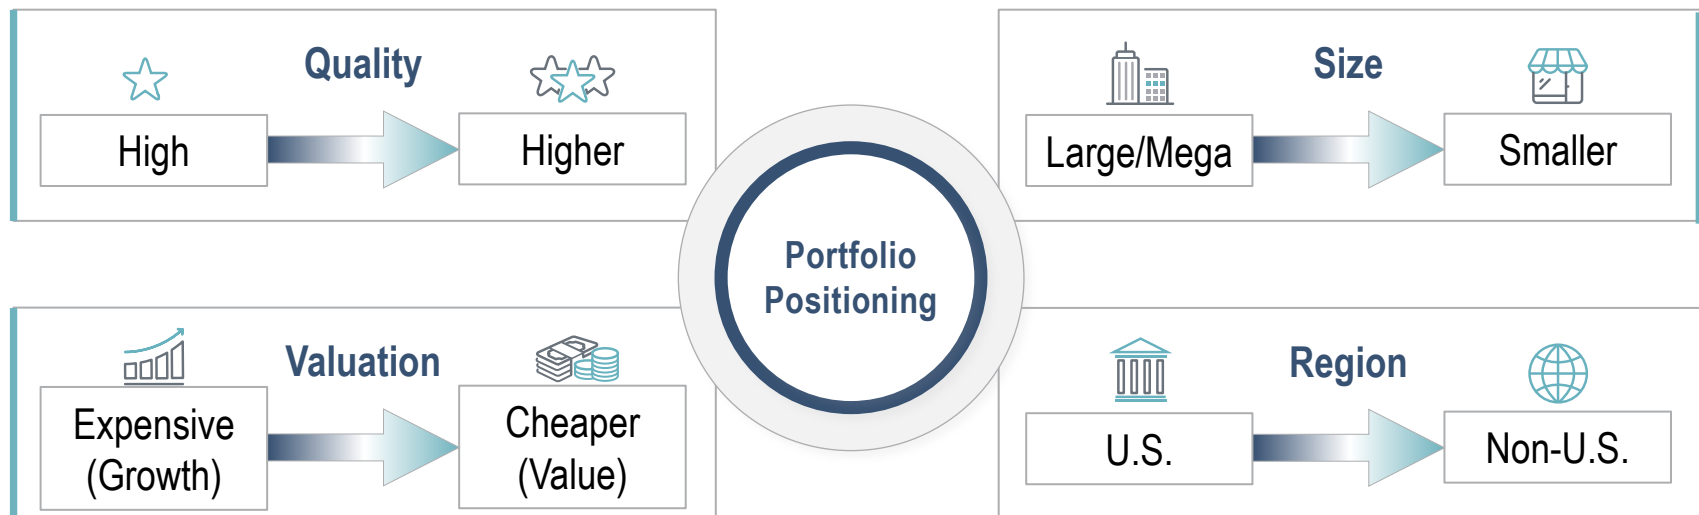 Quality
High
Higher
Size
Large/Mega
Smaller
Portfolio
Positioning
Valuation
Expensive
(Growth)
Cheaper
(Value)
Region
U.S.
Non-U.S.